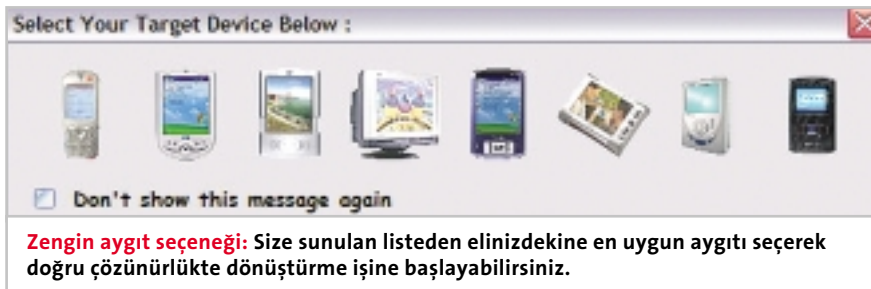 Select Your Target Device Below :
Don't show this message again
Zengin aygıt seçeneği: Size sunulan listeden elinizdekine en uygun aygıtı seçerek
doğru çözünürlükte dönüştürme işine başlayabilirsiniz.